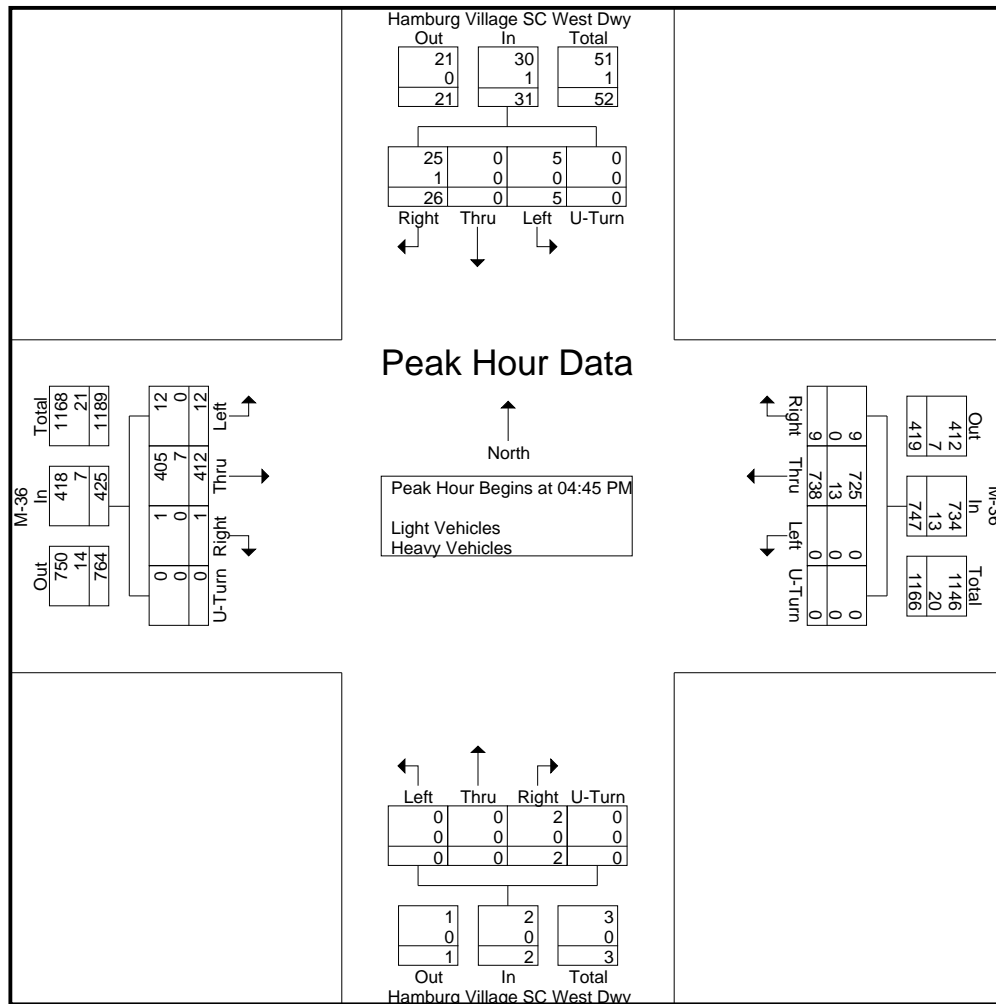 Hamburg Village SC West Dwy
Out In Total
21 30 51
0 1 1
21 31 52
25 0 5 0
1 0 0 0
26 0 5 0
Right Thru Left U-Turn
Peak Hour Data
North
Peak Hour Begins at 04:45 PM
Light Vehicles
Heavy Vehicles
M-36
Out In Total
750 418 1168
14 7 21
764 425 1189
0 1 405 12
0 0 7 0
0 1 412 12
U-Turn Right Thru Left
M-36
Out In Total
412 734 1146
7 13 20
419 747 1166
9 725 0 0
0 13 0 0
9 738 0 0
Right Thru Left U-Turn
Left Thru Right U-Turn
0 0 2 0
0 0 0 0
0 0 2 0
1 2 3
0 0 0
1 2 3
Out In Total
Hamburg Village SC West Dwy